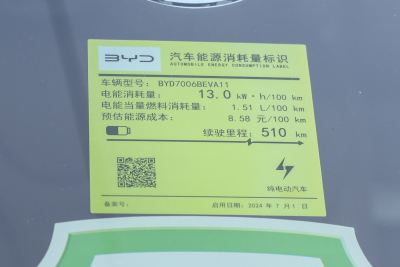 BYD 汽车能源消耗量标识
AUTOMOBILE ENERGY CONSUMPTION LABEL
车辆型号: BYD7006BEVA11
电能消耗量: 13.0 kW·h/100 km
电能当量燃料消耗量: 1.51 L/100 km
预估能源成本: 8.58 元/100 km
续驶里程: 510 km
纯电动汽车
备案号: 启用日期: 2024 年 7 月 1 日